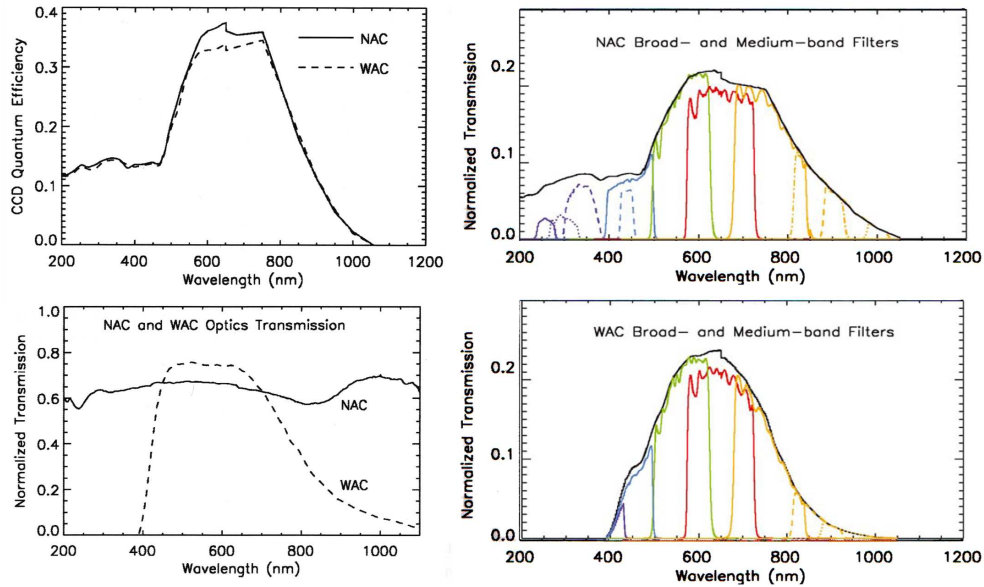 CCD Quantum Efficiency
0.4
0.3
0.2
0.1
0.0
NAC
WAC
200 400 600 800 1000 1200
Wavelength (nm)
NAC Broad- and Medium-band Filters
Normalized Transmission
0.2
0.1
0.0
200 400 600 800 1000 1200
Wavelength (nm)
NAC and WAC Optics Transmission
Normalized Transmission
1.0
0.8
0.6
0.4
0.2
0.0
NAC
WAC
200 400 600 800 1000
Wavelength (nm)
WAC Broad- and Medium-band Filters
Normalized Transmission
0.2
0.1
0.0
200 400 600 800 1000 1200
Wavelength (nm)